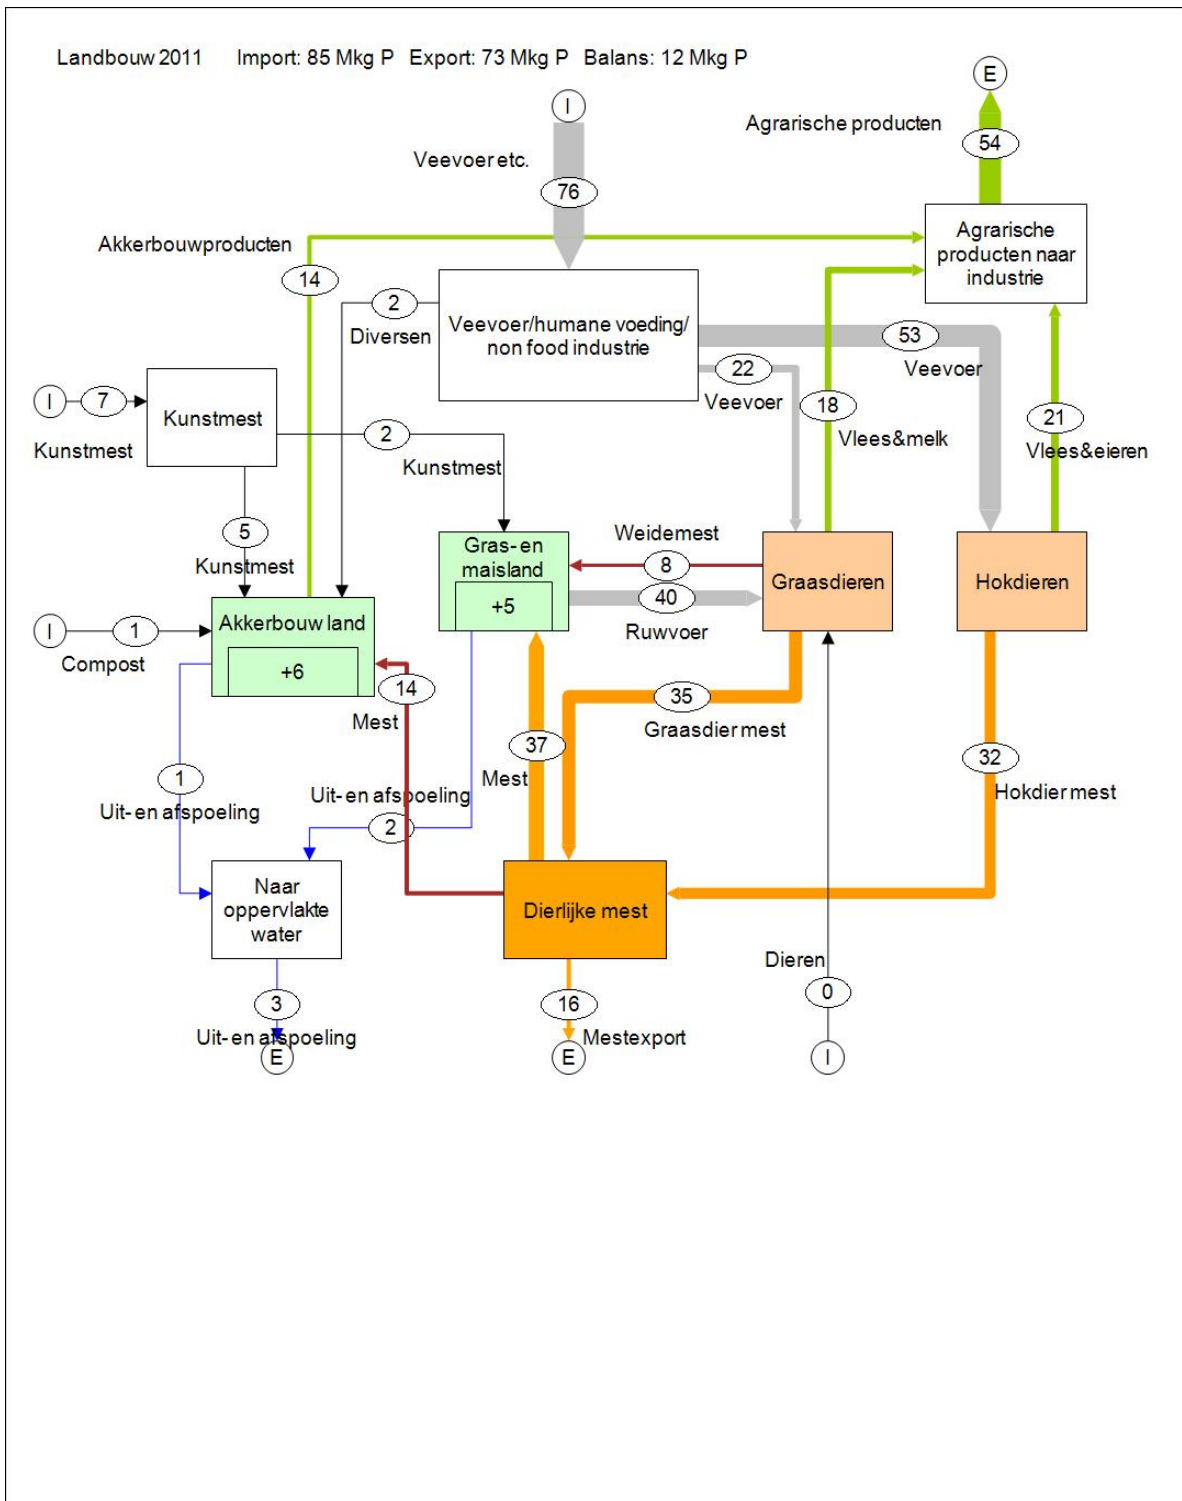 Landbouw 2011 Import: 85 Mkg P Export: 73 Mkg P Balans: 12 Mkg P
E
I
Agrarische producten
54
Veevoer etc.
76
Agrarische
producten naar
industrie
Akkerbouwproducten
14
2
Diversen
Veevoer/humane voeding/
non food industrie
53
Veevoer
22
Veevoer
I
7
Kunstmest
Kunstmest
18
Vlees&melk
21
Vlees&eieren
2
Kunstmest
5
Kunstmest
Weidemest
8
Gras- en
maisland
+5
Graasdieren
Hokdieren
40
Ruwvoer
I
1
Compost
Akkerbouw land
+6
14
Mest
35
Graasdier mest
37
Mest
32
Hokdier mest
1
Uit- en afspoeling
Uit- en afspoeling
2
Naar
oppervlakte
water
Dierlijke mest
Dieren
0
3
Uit- en afspoeling
E
16
Mestexport
E
I